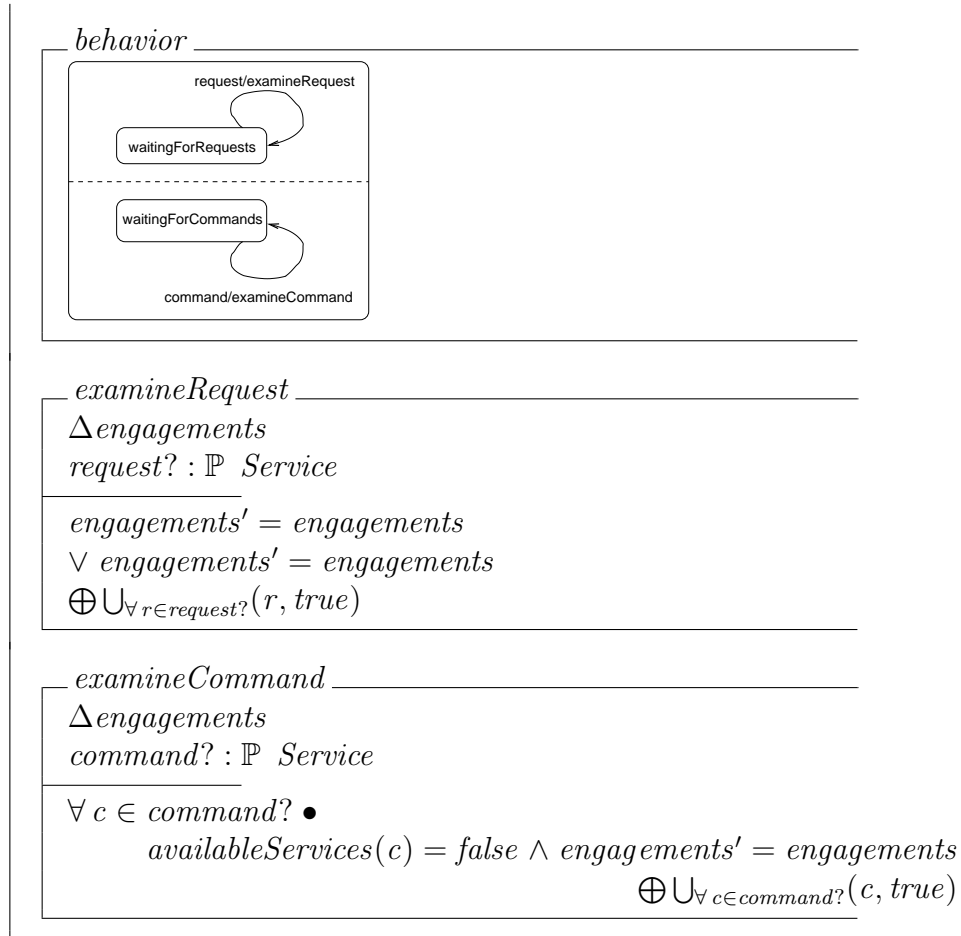 behavior
request/examineRequest
waitingForRequests
waitingForCommands
command/examineCommand
examineRequest
Δengagements
request? : ℙ Service
engagements′ = engagements
∨ engagements′ = engagements
⊕ ⋃∀ r∈request?(r, true)
examineCommand
Δengagements
command? : ℙ Service
∀ c ∈ command? •
availableServices(c) = false ∧ engagements′ = engagements
⊕ ⋃∀ c∈command?(c, true)